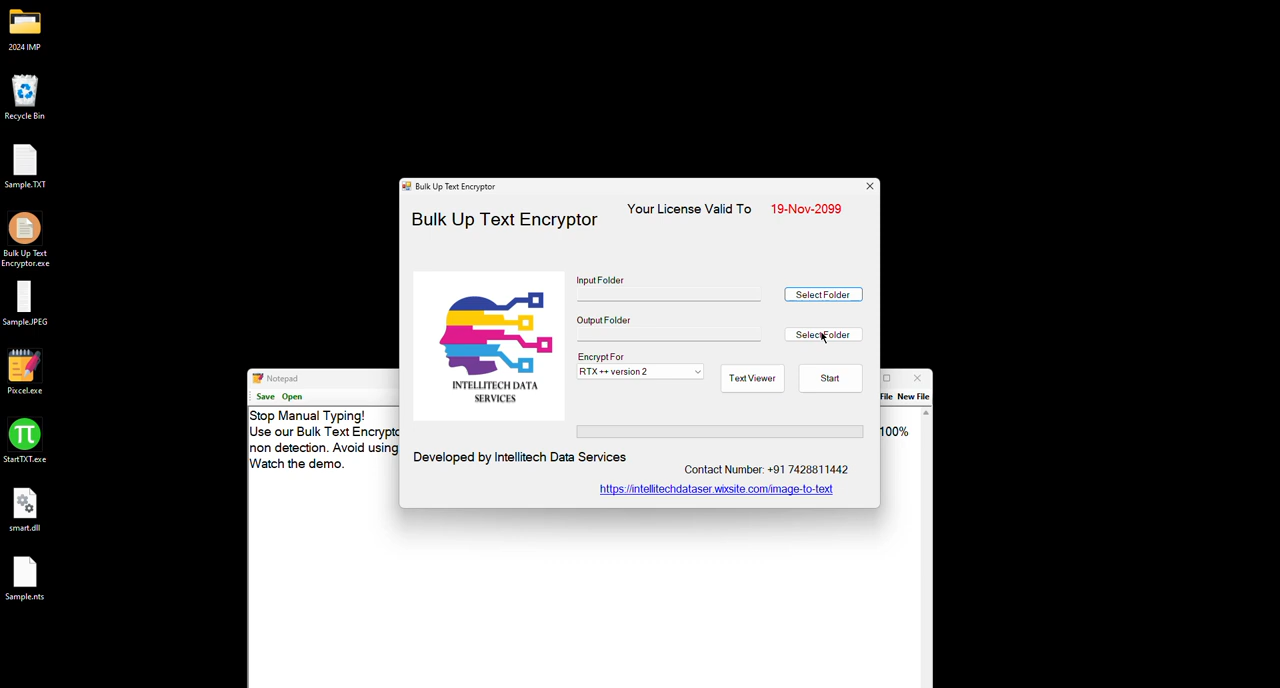 2024 IMP
Recycle Bin
Sample.TXT
Bulk Up Text
Encryptor.exe
Sample.JPEG
Pixcel.exe
StartTXT.exe
smart.dll
Sample.nts
Bulk Up Text Encryptor
Bulk Up Text Encryptor
Your License Valid To 19-Nov-2099
Input Folder
Select Folder
Output Folder
Select Folder
Encrypt For
RTX ++ version 2
Text Viewer
Start
INTELLITECH DATA
SERVICES
Developed by Intellitech Data Services
Contact Number: +91 7428811442
https://intellitechdataser.wixsite.com/image-to-text
Notepad
Save Open
File New File
Stop Manual Typing!
Use our Bulk Text Encrypto 100%
non detection. Avoid using
Watch the demo.